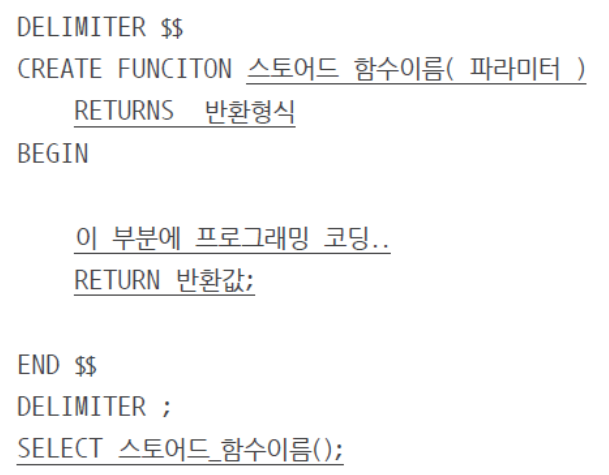 DELIMITER $$
CREATE FUNCITON 스토어드 함수이름( 파라미터 )
RETURNS 반환형식
BEGIN
이 부분에 프로그래밍 코딩..
RETURN 반환값;
END $$
DELIMITER ;
SELECT 스토어드_함수이름();